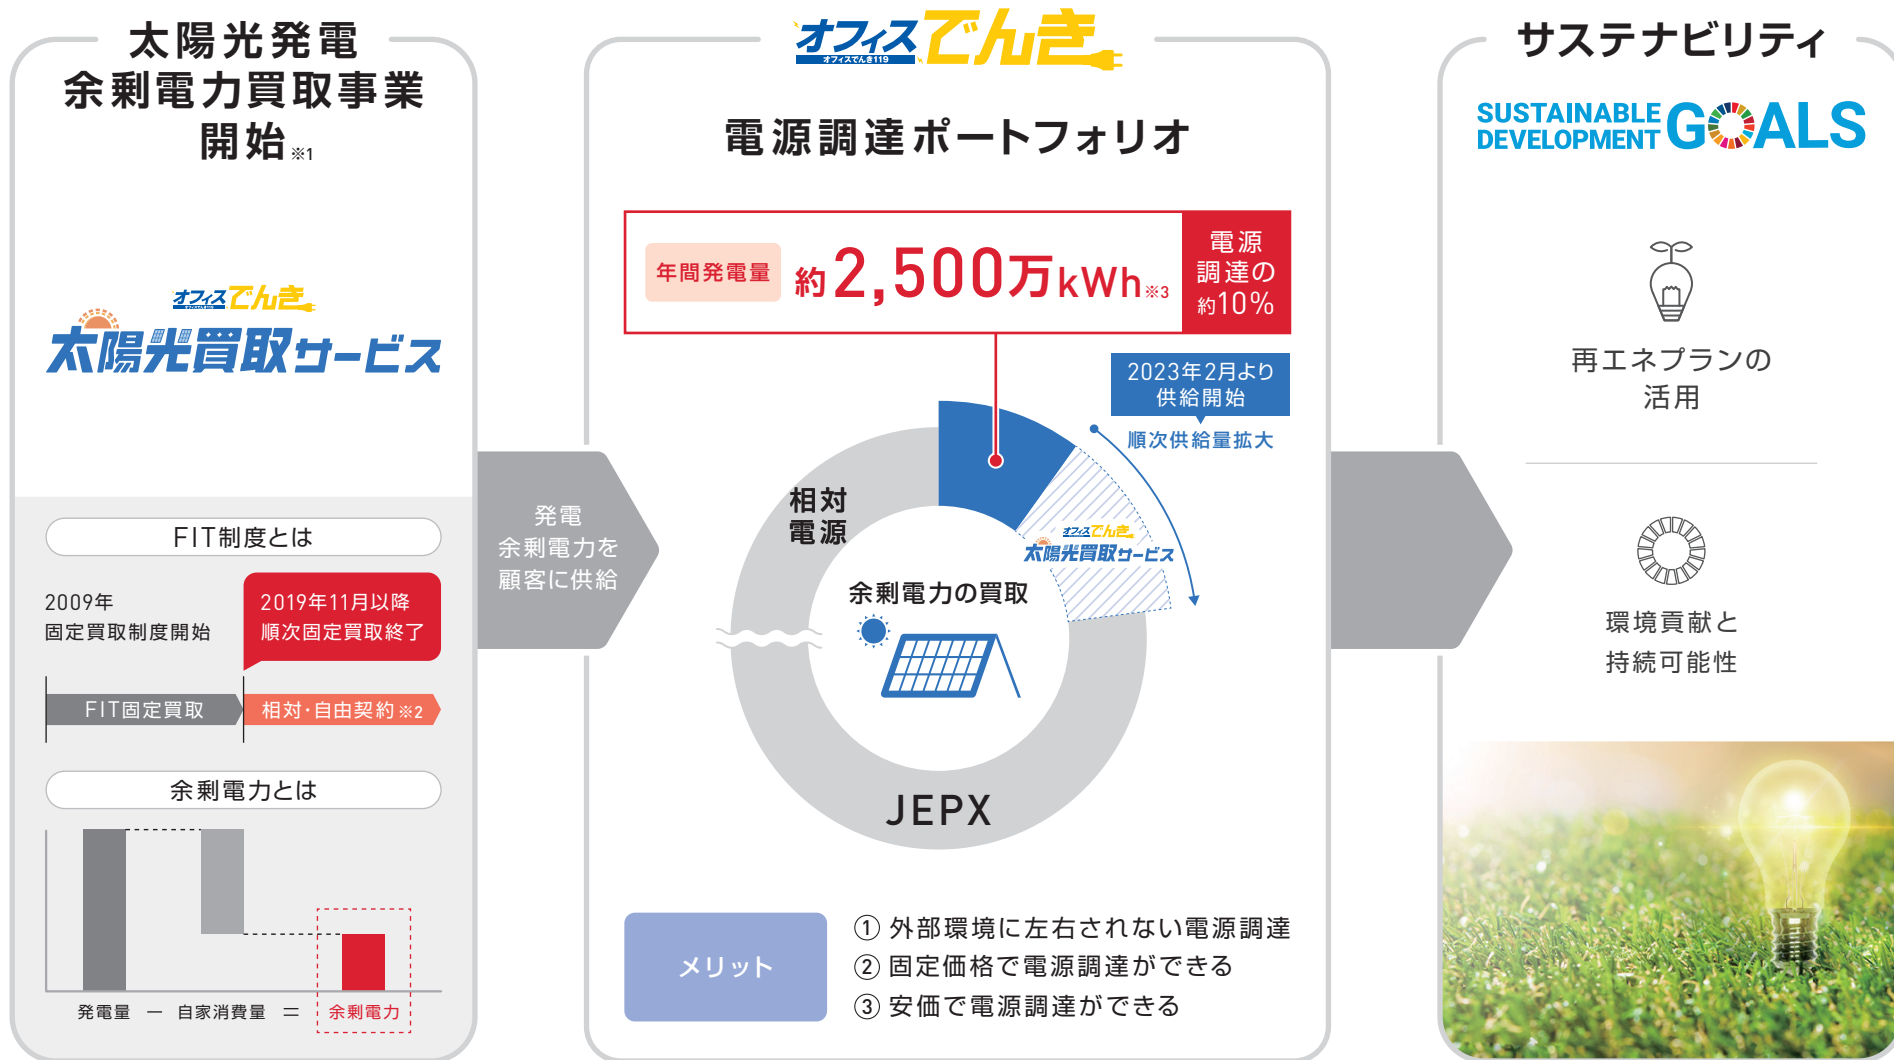 太陽光発電
余剰電力買取事業
開始※1
オフィスでんき
太陽光買取サービス
FIT制度とは
2009年
固定買取制度開始
2019年11月以降
順次固定買取終了
FIT固定買取
相対・自由契約※2
余剰電力とは
発電量 － 自家消費量 ＝ 余剰電力
発電
余剰電力を
顧客に供給
オフィスでんき
オフィスでんき119
電源調達ポートフォリオ
年間発電量 約2,500万kWh※3
電源
調達の
約10%
2023年2月より
供給開始
順次供給量拡大
相対
電源
オフィスでんき
太陽光買取サービス
余剰電力の買取
JEPX
メリット
① 外部環境に左右されない電源調達
② 固定価格で電源調達ができる
③ 安価で電源調達ができる
サステナビリティ
SUSTAINABLE
DEVELOPMENT GOALS
再エネプランの
活用
環境貢献と
持続可能性